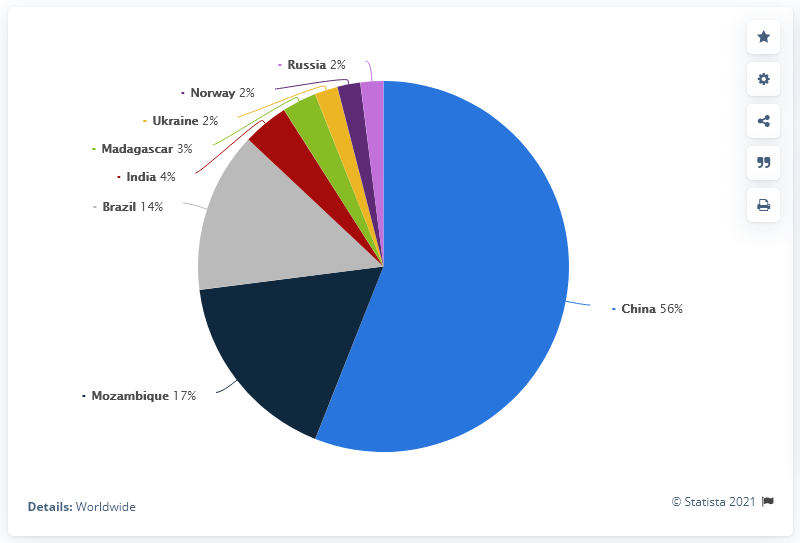 Russia 2%
Norway 2%
Ukraine 2%
Madagascar 3%
India 4%
Brazil 14%
China 56%
Mozambique 17%
Details: Worldwide
© Statista 2021